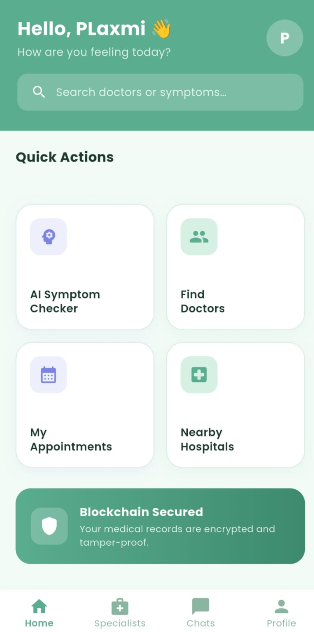 Hello, PLaxmi 👋
How are you feeling today?
P
Search doctors or symptoms...
Quick Actions
AI Symptom
Checker
Find
Doctors
My
Appointments
Nearby
Hospitals
Blockchain Secured
Your medical records are encrypted and
tamper-proof.
Home
Specialists
Chats
Profile